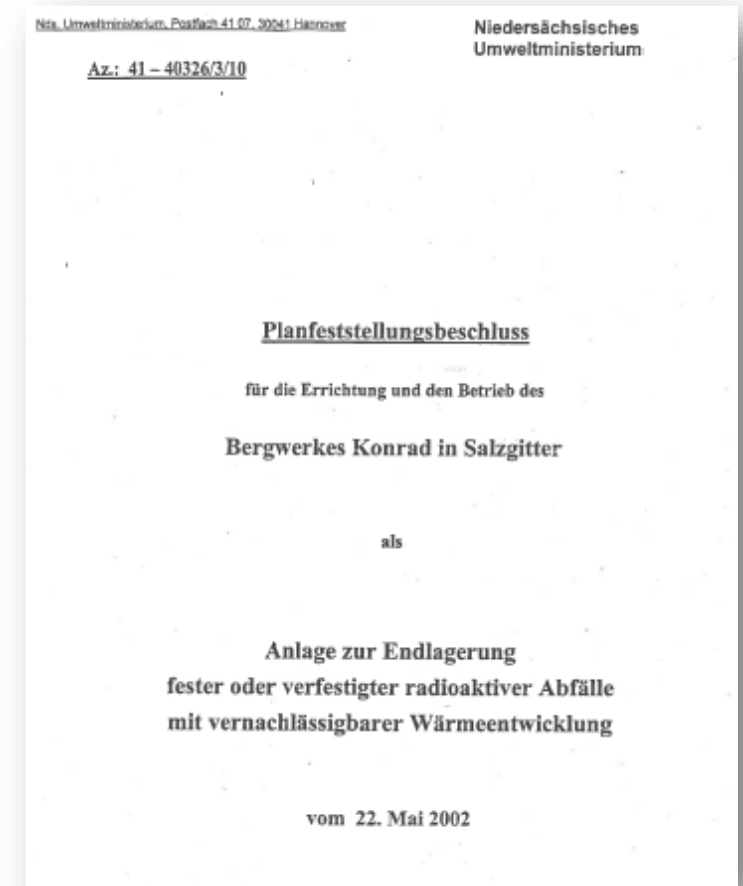 Nds. Umweltministerium, Postfach 41 07, 30041 Hannover
Niedersächsisches
Umweltministerium
Az.: 41 – 40326/3/10
Planfeststellungsbeschluss
für die Errichtung und den Betrieb des
Bergwerkes Konrad in Salzgitter
als
Anlage zur Endlagerung
fester oder verfestigter radioaktiver Abfälle
mit vernachlässigbarer Wärmeentwicklung
vom 22. Mai 2002